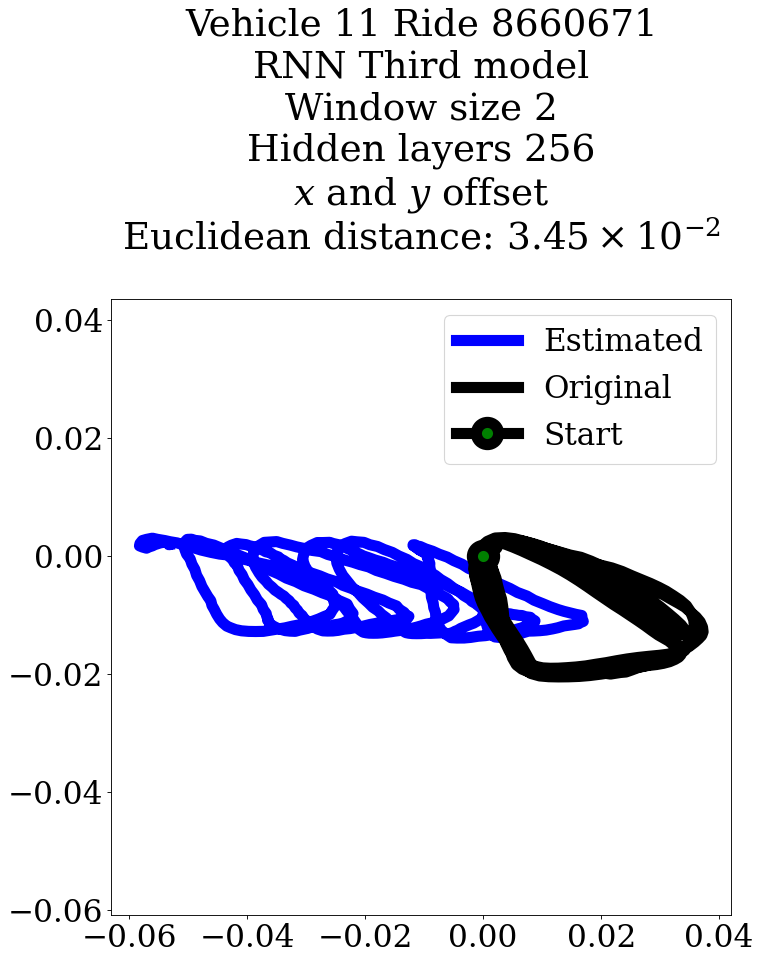 Vehicle 11 Ride 8660671
RNN Third model
Window size 2
Hidden layers 256
x and y offset
Euclidean distance: 3.45 × 10⁻²
Estimated
Original
Start
0.04
0.02
0.00
−0.02
−0.04
−0.06
−0.06 −0.04 −0.02 0.00 0.02 0.04